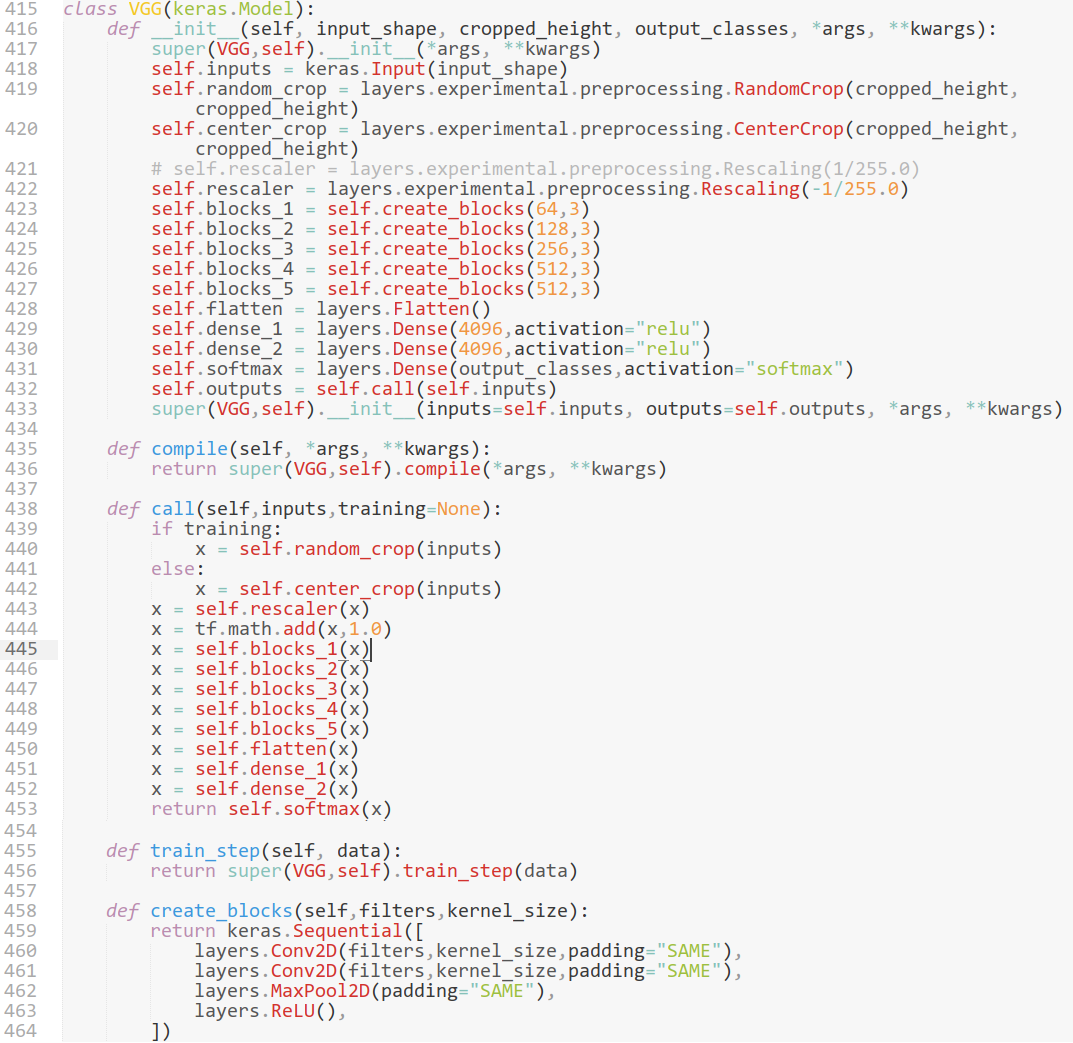 415 class VGG(keras.Model):
416     def __init__(self, input_shape, cropped_height, output_classes, *args, **kwargs):
417         super(VGG,self).__init__(*args, **kwargs)
418         self.inputs = keras.Input(input_shape)
419         self.random_crop = layers.experimental.preprocessing.RandomCrop(cropped_height,
            cropped_height)
420         self.center_crop = layers.experimental.preprocessing.CenterCrop(cropped_height,
            cropped_height)
421         # self.rescaler = layers.experimental.preprocessing.Rescaling(1/255.0)
422         self.rescaler = layers.experimental.preprocessing.Rescaling(-1/255.0)
423         self.blocks_1 = self.create_blocks(64,3)
424         self.blocks_2 = self.create_blocks(128,3)
425         self.blocks_3 = self.create_blocks(256,3)
426         self.blocks_4 = self.create_blocks(512,3)
427         self.blocks_5 = self.create_blocks(512,3)
428         self.flatten = layers.Flatten()
429         self.dense_1 = layers.Dense(4096,activation="relu")
430         self.dense_2 = layers.Dense(4096,activation="relu")
431         self.softmax = layers.Dense(output_classes,activation="softmax")
432         self.outputs = self.call(self.inputs)
433         super(VGG,self).__init__(inputs=self.inputs, outputs=self.outputs, *args, **kwargs)
434
435     def compile(self, *args, **kwargs):
436         return super(VGG,self).compile(*args, **kwargs)
437
438     def call(self,inputs,training=None):
439         if training:
440             x = self.random_crop(inputs)
441         else:
442             x = self.center_crop(inputs)
443         x = self.rescaler(x)
444         x = tf.math.add(x,1.0)
445         x = self.blocks_1(x)
446         x = self.blocks_2(x)
447         x = self.blocks_3(x)
448         x = self.blocks_4(x)
449         x = self.blocks_5(x)
450         x = self.flatten(x)
451         x = self.dense_1(x)
452         x = self.dense_2(x)
453         return self.softmax(x)
454
455     def train_step(self, data):
456         return super(VGG,self).train_step(data)
457
458     def create_blocks(self,filters,kernel_size):
459         return keras.Sequential([
460             layers.Conv2D(filters,kernel_size,padding="SAME"),
461             layers.Conv2D(filters,kernel_size,padding="SAME"),
462             layers.MaxPool2D(padding="SAME"),
463             layers.ReLU(),
464         ])